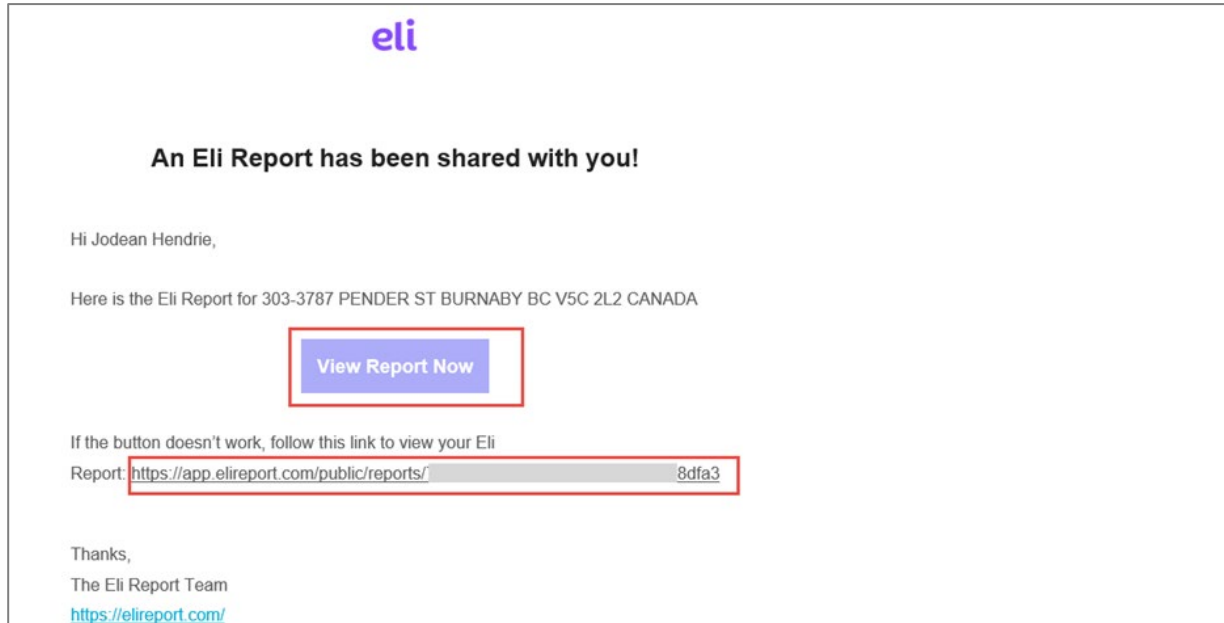 eli
An Eli Report has been shared with you!
Hi Jodean Hendrie,
Here is the Eli Report for 303-3787 PENDER ST BURNABY BC V5C 2L2 CANADA
View Report Now
If the button doesn't work, follow this link to view your Eli
Report: https://app.elireport.com/public/reports/ 8dfa3
Thanks,
The Eli Report Team
https://elireport.com/